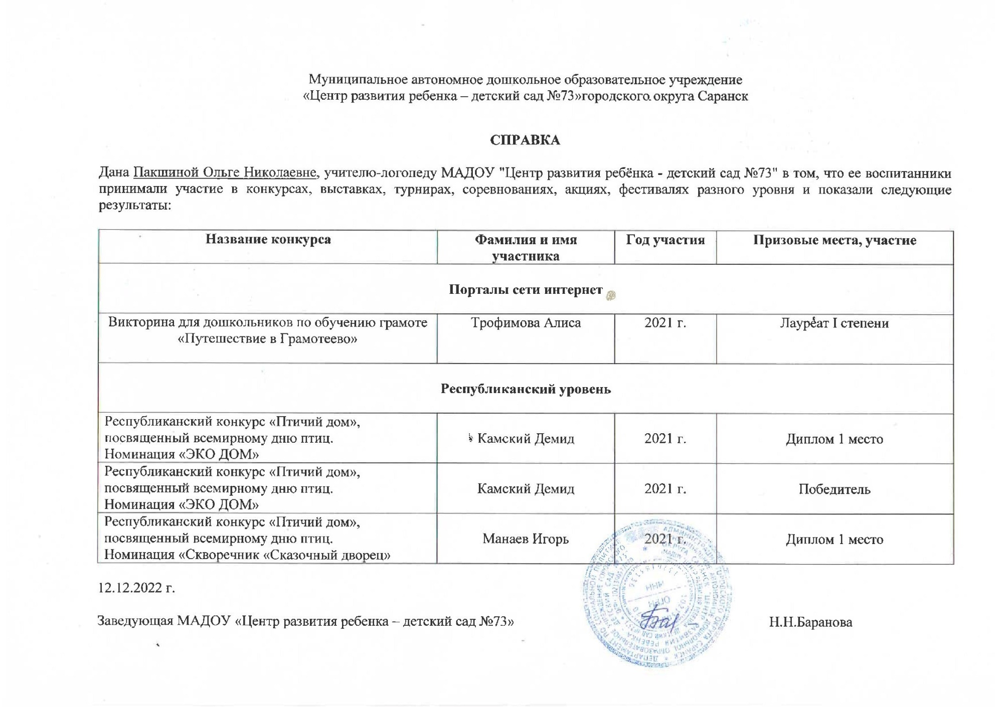 Муниципальное автономное дошкольное образовательное учреждение
«Центр развития ребенка – детский сад №73»городского округа Саранск
СПРАВКА
Дана Пакшиной Ольге Николаевне, учителю-логопеду МАДОУ "Центр развития ребёнка - детский сад №73" в том, что ее воспитанники
принимали участие в конкурсах, выставках, турнирах, соревнованиях, акциях, фестивалях разного уровня и показали следующие
результаты:
Название конкурса
Фамилия и имя
участника
Год участия
Призовые места, участие
Порталы сети интернет
Викторина для дошкольников по обучению грамоте
«Путешествие в Грамотеево»
Трофимова Алиса
2021 г.
Лауреат I степени
Республиканский уровень
Республиканский конкурс «Птичий дом»,
посвященный всемирному дню птиц.
Номинация «ЭКО ДОМ»
Камский Демид
2021 г.
Диплом 1 место
Республиканский конкурс «Птичий дом»,
посвященный всемирному дню птиц.
Номинация «ЭКО ДОМ»
Камский Демид
2021 г.
Победитель
Республиканский конкурс «Птичий дом»,
посвященный всемирному дню птиц.
Номинация «Скворечник «Сказочный дворец»
Манаев Игорь
2021 г.
Диплом 1 место
12.12.2022 г.
Заведующая МАДОУ «Центр развития ребенка – детский сад №73»
Н.Н.Баранова
ИНН
ОГРН